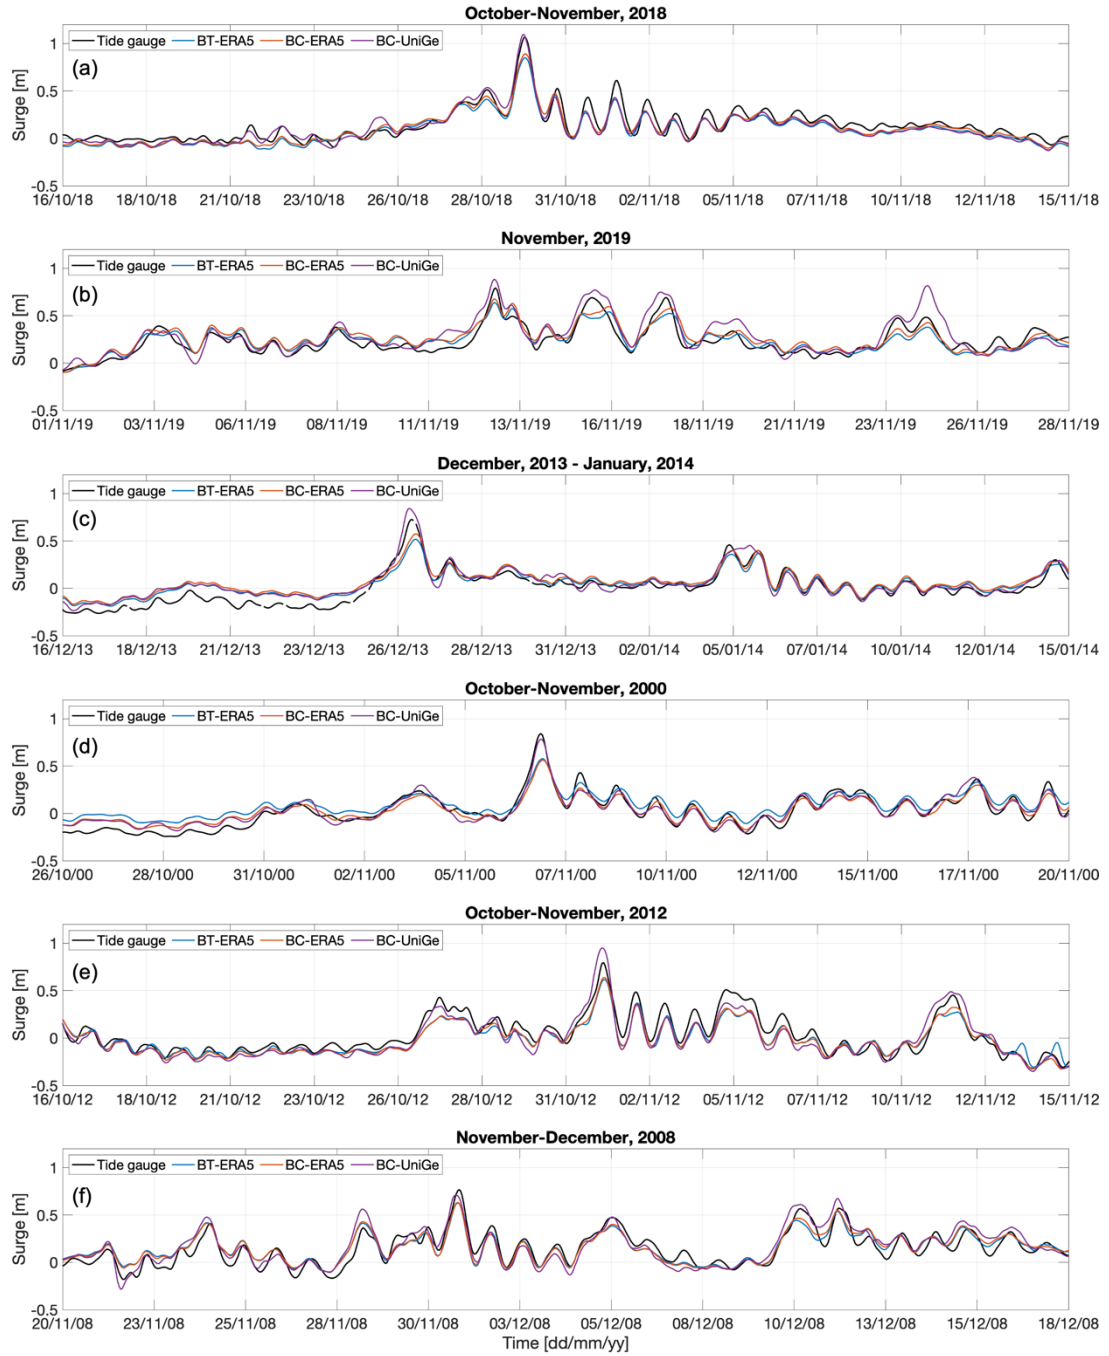 October-November, 2018
Tide gauge BT-ERA5 BC-ERA5 BC-UniGe
(a)
Surge [m]
1
0.5
0
-0.5
16/10/18 18/10/18 21/10/18 23/10/18 26/10/18 28/10/18 31/10/18 02/11/18 05/11/18 07/11/18 10/11/18 12/11/18 15/11/18
November, 2019
Tide gauge BT-ERA5 BC-ERA5 BC-UniGe
(b)
Surge [m]
1
0.5
0
-0.5
01/11/19 03/11/19 06/11/19 08/11/19 11/11/19 13/11/19 16/11/19 18/11/19 21/11/19 23/11/19 26/11/19 28/11/19
December, 2013 - January, 2014
Tide gauge BT-ERA5 BC-ERA5 BC-UniGe
(c)
Surge [m]
1
0.5
0
-0.5
16/12/13 18/12/13 21/12/13 23/12/13 26/12/13 28/12/13 31/12/13 02/01/14 05/01/14 07/01/14 10/01/14 12/01/14 15/01/14
October-November, 2000
Tide gauge BT-ERA5 BC-ERA5 BC-UniGe
(d)
Surge [m]
1
0.5
0
-0.5
26/10/00 28/10/00 31/10/00 02/11/00 05/11/00 07/11/00 10/11/00 12/11/00 15/11/00 17/11/00 20/11/00
October-November, 2012
Tide gauge BT-ERA5 BC-ERA5 BC-UniGe
(e)
Surge [m]
1
0.5
0
-0.5
16/10/12 18/10/12 21/10/12 23/10/12 26/10/12 28/10/12 31/10/12 02/11/12 05/11/12 07/11/12 10/11/12 12/11/12 15/11/12
November-December, 2008
Tide gauge BT-ERA5 BC-ERA5 BC-UniGe
(f)
Surge [m]
1
0.5
0
-0.5
20/11/08 23/11/08 25/11/08 28/11/08 30/11/08 03/12/08 05/12/08 08/12/08 10/12/08 13/12/08 15/12/08 18/12/08
Time [dd/mm/yy]